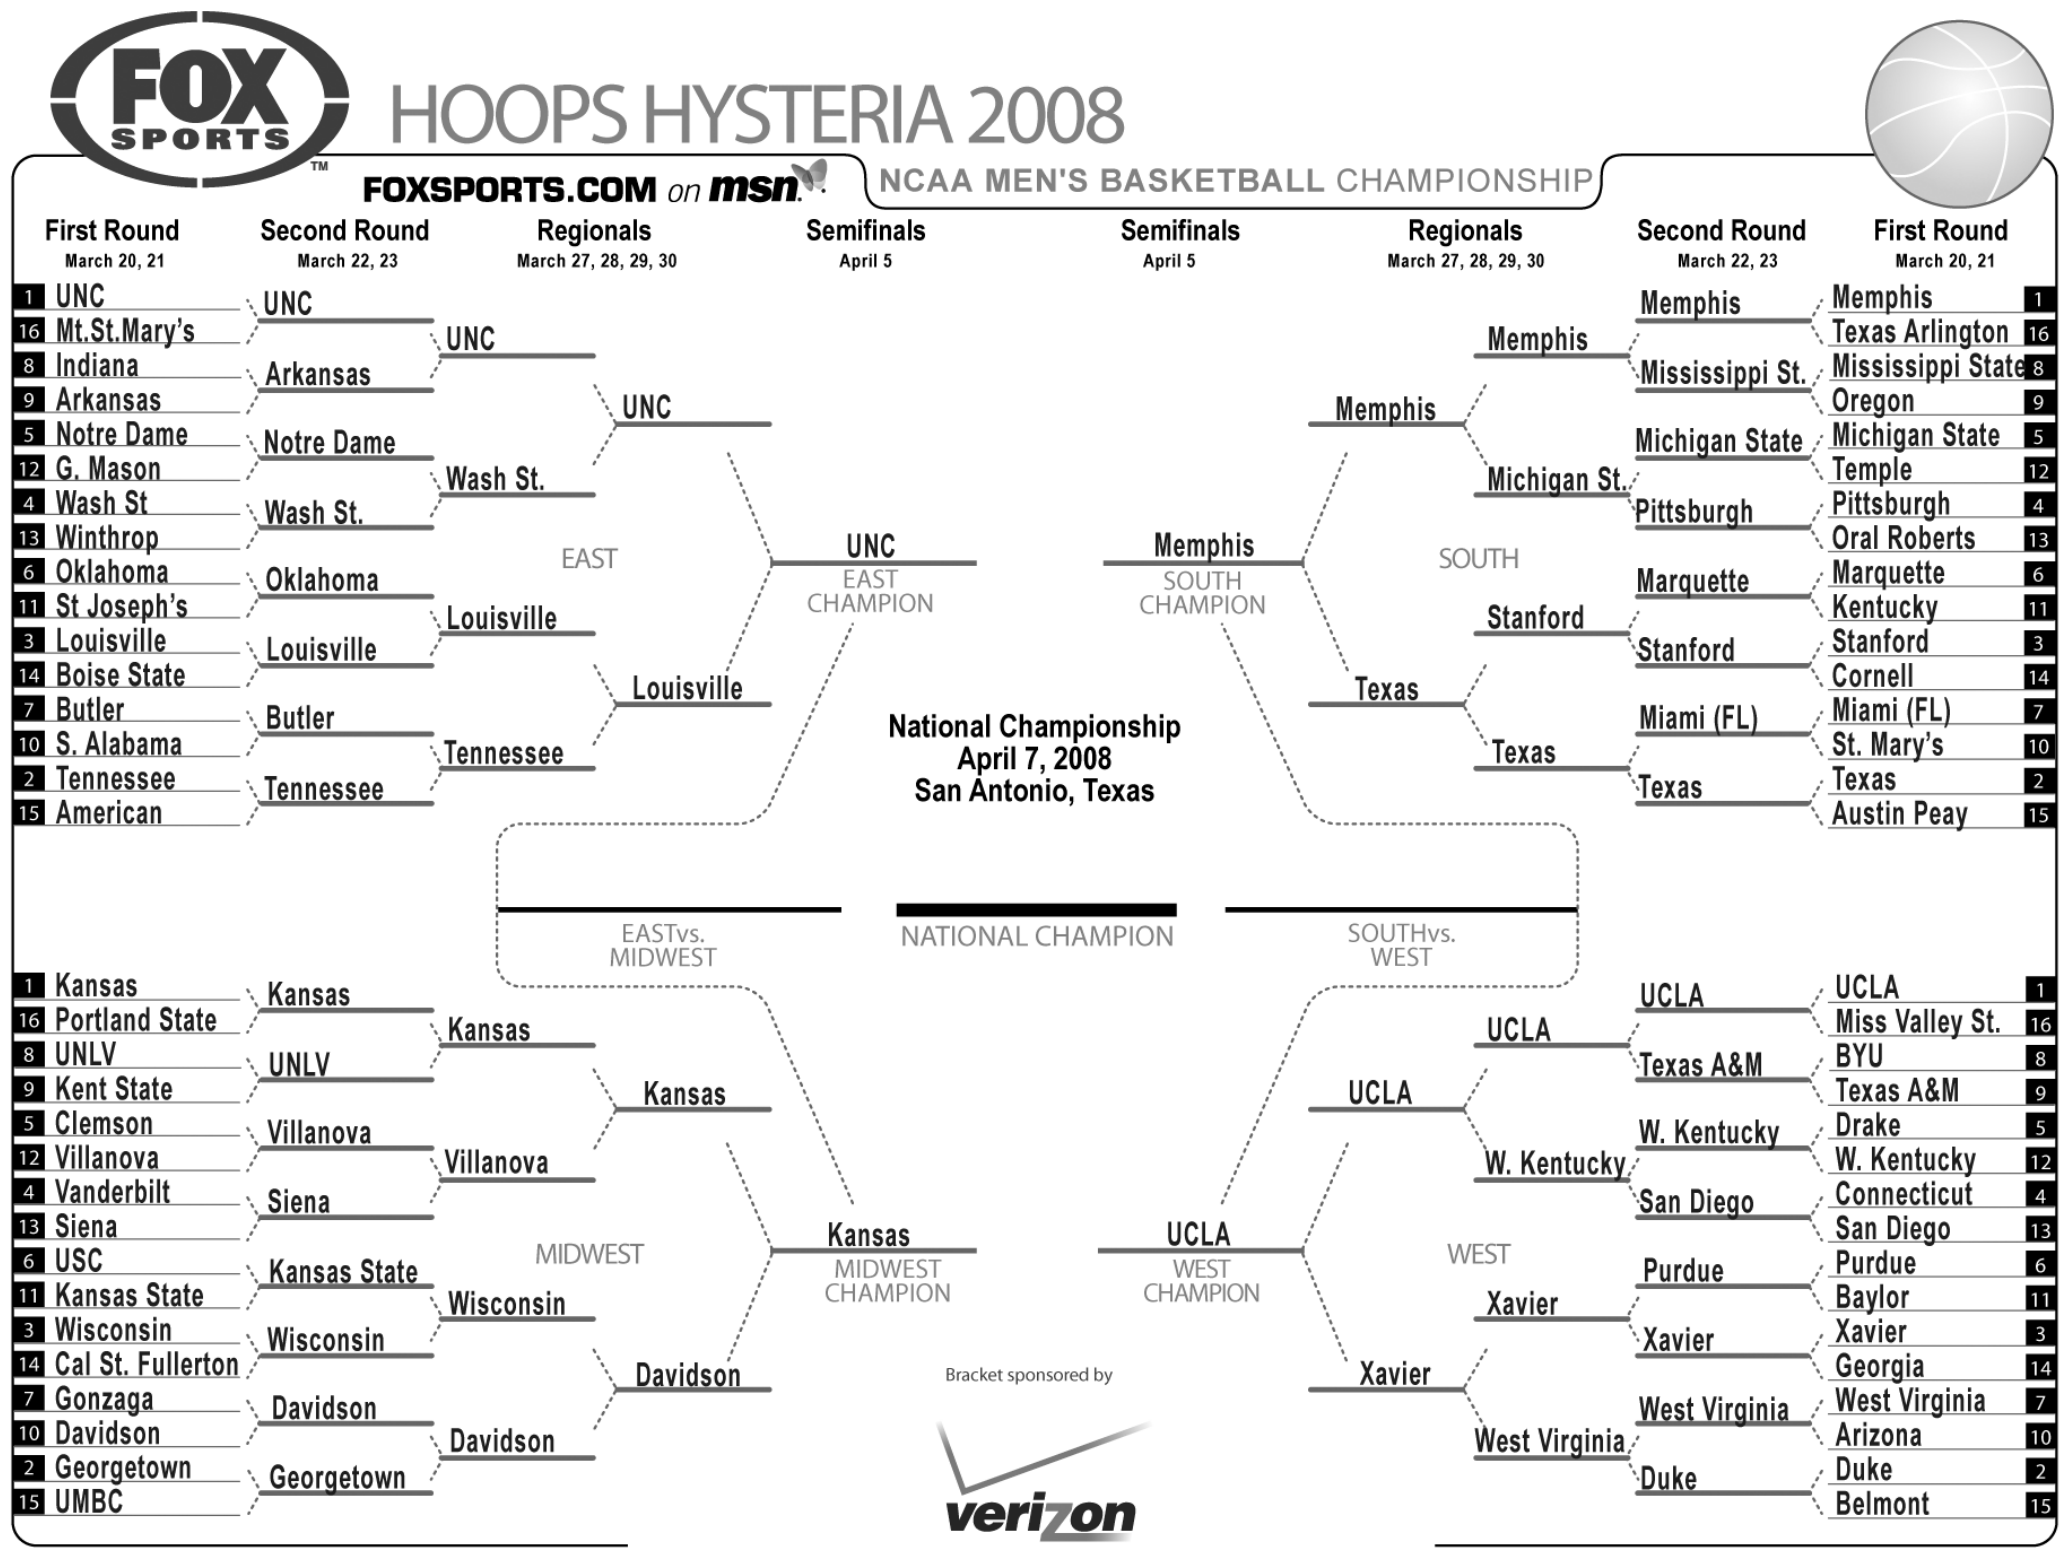 FOX
SPORTS
TM
HOOPS HYSTERIA 2008
FOXSPORTS.COM on msn
NCAA MEN'S BASKETBALL CHAMPIONSHIP
First Round
March 20, 21
Second Round
March 22, 23
Regionals
March 27, 28, 29, 30
Semifinals
April 5
Semifinals
April 5
Regionals
March 27, 28, 29, 30
Second Round
March 22, 23
First Round
March 20, 21
1 UNC
16 Mt.St.Mary's
8 Indiana
9 Arkansas
5 Notre Dame
12 G. Mason
4 Wash St
13 Winthrop
6 Oklahoma
11 St Joseph's
3 Louisville
14 Boise State
7 Butler
10 S. Alabama
2 Tennessee
15 American
UNC
Arkansas
Notre Dame
Wash St.
Oklahoma
Louisville
Butler
Tennessee
UNC
Wash St.
Louisville
Tennessee
EAST
UNC
Louisville
UNC
EAST
CHAMPION
Memphis
SOUTH
CHAMPION
Memphis
Texas
SOUTH
Memphis
Michigan St.
Stanford
Texas
Memphis
Mississippi St.
Michigan State
Pittsburgh
Marquette
Stanford
Miami (FL)
Texas
Memphis 1
Texas Arlington 16
Mississippi State 8
Oregon 9
Michigan State 5
Temple 12
Pittsburgh 4
Oral Roberts 13
Marquette 6
Kentucky 11
Stanford 3
Cornell 14
Miami (FL) 7
St. Mary's 10
Texas 2
Austin Peay 15
National Championship
April 7, 2008
San Antonio, Texas
EASTvs.
MIDWEST
NATIONAL CHAMPION
SOUTHvs.
WEST
1 Kansas
16 Portland State
8 UNLV
9 Kent State
5 Clemson
12 Villanova
4 Vanderbilt
13 Siena
6 USC
11 Kansas State
3 Wisconsin
14 Cal St. Fullerton
7 Gonzaga
10 Davidson
2 Georgetown
15 UMBC
Kansas
UNLV
Villanova
Siena
Kansas State
Wisconsin
Davidson
Georgetown
Kansas
Villanova
Wisconsin
Davidson
MIDWEST
Kansas
Davidson
Kansas
MIDWEST
CHAMPION
UCLA
WEST
CHAMPION
UCLA
Xavier
WEST
UCLA
W. Kentucky
Xavier
West Virginia
UCLA
Texas A&M
W. Kentucky
San Diego
Purdue
Xavier
West Virginia
Duke
UCLA 1
Miss Valley St. 16
BYU 8
Texas A&M 9
Drake 5
W. Kentucky 12
Connecticut 4
San Diego 13
Purdue 6
Baylor 11
Xavier 3
Georgia 14
West Virginia 7
Arizona 10
Duke 2
Belmont 15
Bracket sponsored by
verizon